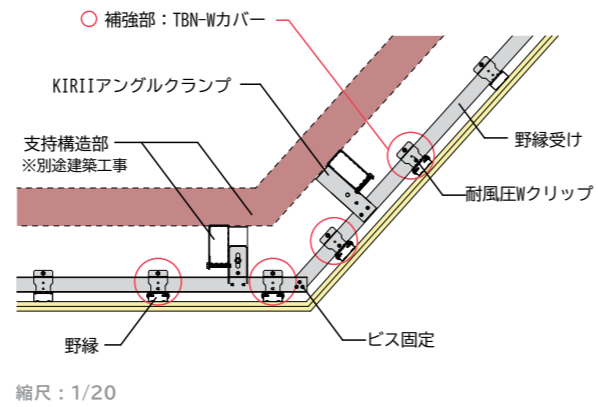 ○ 補強部：TBN-Wカバー
KIRIIアングルクランプ
支持構造部
※別途建築工事
野縁受け
耐風圧Wクリップ
野縁
ビス固定
縮尺：1/20